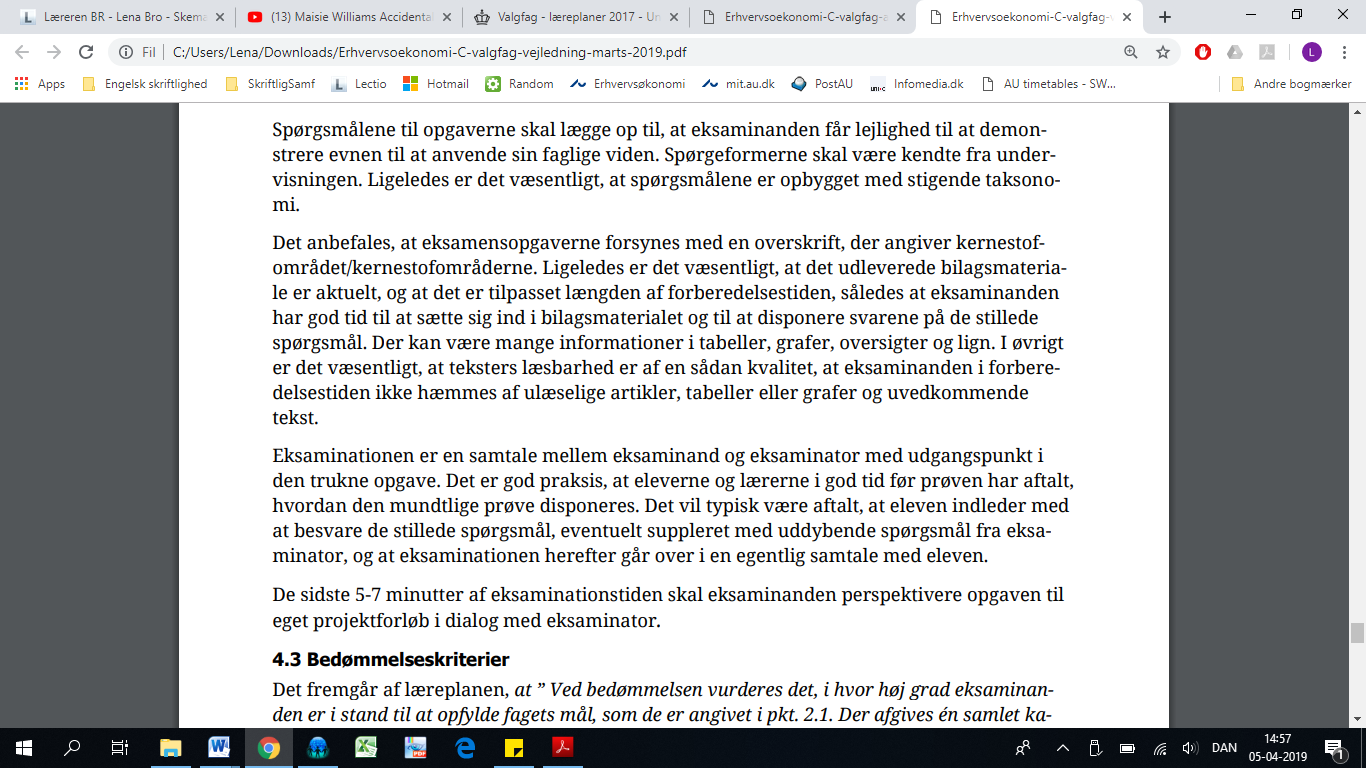 Læreren BR - Lena Bro - Skema
(13) Maisie Williams Accidental
Valgfag - læreplaner 2017 - Un
Erhvervsoekonomi-C-valgfag-a
Erhvervsoekonomi-C-valgfag-v
Fil C:/Users/Lena/Downloads/Erhvervsoekonomi-C-valgfag-vejledning-marts-2019.pdf
L
Apps Engelsk skriftlighed SkriftligSamf Lectio Hotmail Random Erhvervsøkonomi mit.au.dk PostAU Infomedia.dk AU timetables - SW... Andre bogmærker
Spørgsmålene til opgaverne skal lægge op til, at eksaminanden får lejlighed til at demon-
strere evnen til at anvende sin faglige viden. Spørgeformerne skal være kendte fra under-
visningen. Ligeledes er det væsentligt, at spørgsmålene er opbygget med stigende taksono-
mi.
Det anbefales, at eksamensopgaverne forsynes med en overskrift, der angiver kernestof-
området/kernestofområderne. Ligeledes er det væsentligt, at det udleverede bilagsmateria-
le er aktuelt, og at det er tilpasset længden af forberedelsestiden, således at eksaminanden
har god tid til at sætte sig ind i bilagsmaterialet og til at disponere svarene på de stillede
spørgsmål. Der kan være mange informationer i tabeller, grafer, oversigter og lign. I øvrigt
er det væsentligt, at teksters læsbarhed er af en sådan kvalitet, at eksaminanden i forbere-
delsestiden ikke hæmmes af ulæselige artikler, tabeller eller grafer og uvedkommende
tekst.
Eksaminationen er en samtale mellem eksaminand og eksaminator med udgangspunkt i
den trukne opgave. Det er god praksis, at eleverne og lærerne i god tid før prøven har aftalt,
hvordan den mundtlige prøve disponeres. Det vil typisk være aftalt, at eleven indleder med
at besvare de stillede spørgsmål, eventuelt suppleret med uddybende spørgsmål fra eksa-
minator, og at eksaminationen herefter går over i en egentlig samtale med eleven.
De sidste 5-7 minutter af eksaminationstiden skal eksaminanden perspektivere opgaven til
eget projektforløb i dialog med eksaminator.
4.3 Bedømmelseskriterier
Det fremgår af læreplanen, at ” Ved bedømmelsen vurderes det, i hvor høj grad eksaminan-
den er i stand til at opfylde fagets mål, som de er angivet i pkt. 2.1. Der afgives én samlet ka-
DAN
14:57
05-04-2019
1